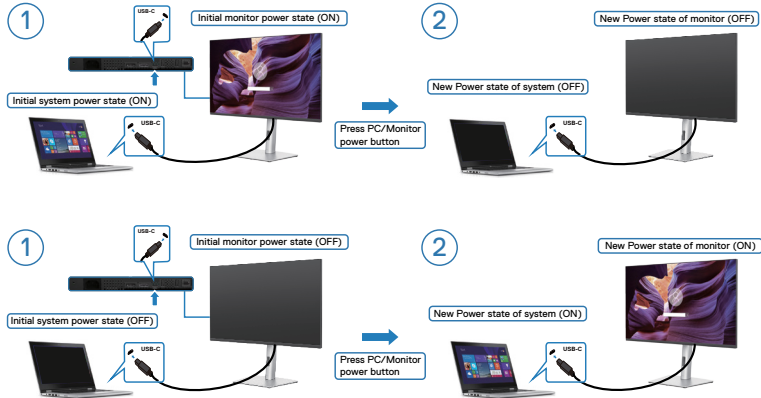 1
USB-C
Initial monitor power state (ON)
Initial system power state (ON)
USB-C
Press PC/Monitor
power button
2
New Power state of monitor (OFF)
New Power state of system (OFF)
USB-C
1
USB-C
Initial monitor power state (OFF)
Initial system power state (OFF)
USB-C
Press PC/Monitor
power button
2
New Power state of monitor (ON)
New Power state of system (ON)
USB-C